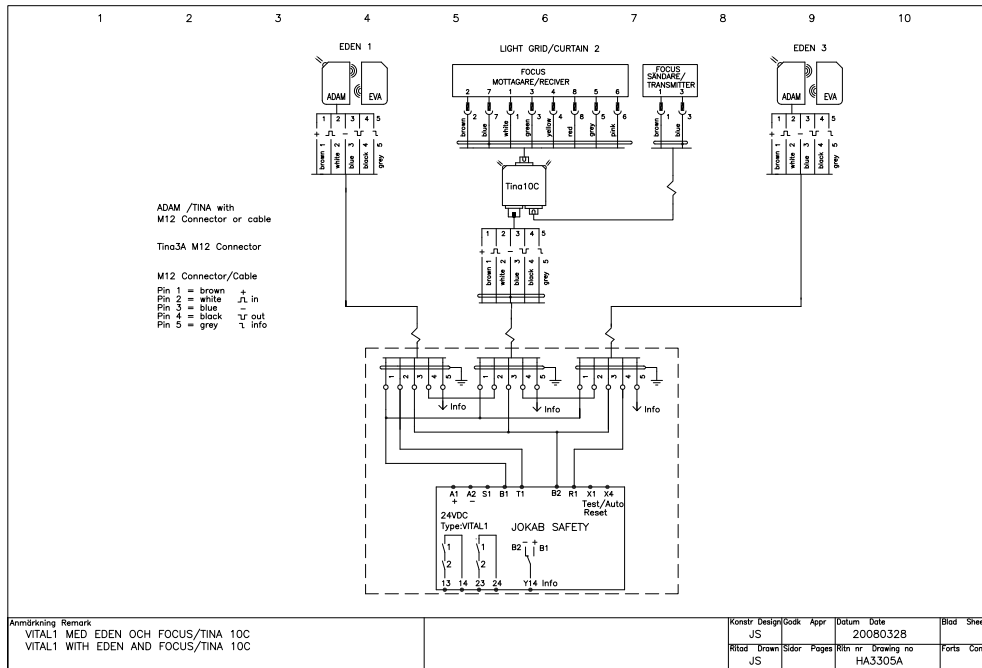 1 2 3 4 5 6 7 8 9 10
EDEN 1
LIGHT GRID/CURTAIN 2
EDEN 3
ADAM EVA
FOCUS
MOTTAGARE/RECIVER
FOCUS
SÄNDARE/
TRANSMITTER
ADAM EVA
2 7 1 3 4 8 5 6
1 3
2 7 1 3 4 8 5 6
1 3
brown blue white green yellow red grey pink
brown blue
1 2 3 4 5
+ −
brown 1 white 2 blue 3 black 4 grey 5
1 2 3 4 5
+ −
brown 1 white 2 blue 3 black 4 grey 5
Tina10C
1 2 3 4 5
+ −
brown 1 white 2 blue 3 black 4 grey 5
ADAM /TINA with
M12 Connector or cable
Tina3A M12 Connector
M12 Connector/Cable
Pin 1 = brown +
Pin 2 = white in
Pin 3 = blue −
Pin 4 = black out
Pin 5 = grey info
1 2 3 4 5
1 2 3 4 5
1 2 3 4 5
Info
Info
Info
A1 A2 S1 B1 T1 B2 R1 X1 X4
+ −
Test/Auto
Reset
24VDC
Type:VITAL1
JOKAB SAFETY
1 1 B2 − + B1
2 2
13 14 23 24 Y14 Info
Anmärkning Remark
VITAL1 MED EDEN OCH FOCUS/TINA 10C
VITAL1 WITH EDEN AND FOCUS/TINA 10C
Konstr Design Godk Appr Datum Date Blad Shee
JS 20080328
Ritad Drawn Sidor Pages Ritn nr Drawing no Forts Con
JS HA3305A